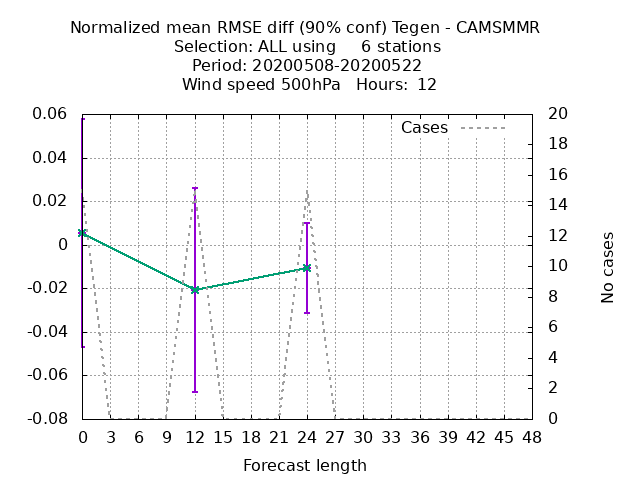 Normalized mean RMSE diff (90% conf) Tegen - CAMSMMR
Selection: ALL using     6 stations
Period: 20200508-20200522
Wind speed 500hPa   Hours:  12
Cases
0.06
0.04
0.02
0
-0.02
-0.04
-0.06
-0.08
20
18
16
14
12
10
8
6
4
2
0
No cases
0 3 6 9 12 15 18 21 24 27 30 33 36 39 42 45 48
Forecast length